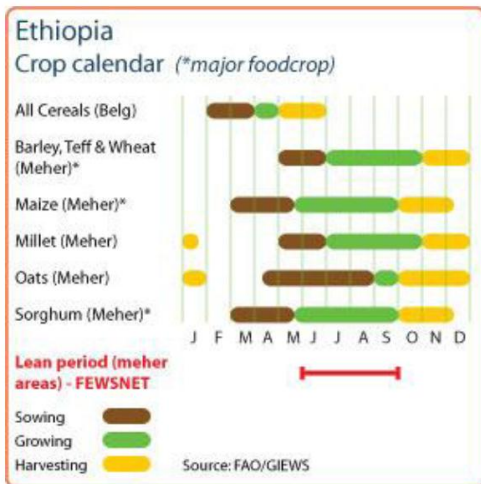 Ethiopia
Crop calendar (*major foodcrop)
All Cereals (Belg)
Barley, Teff & Wheat
(Meher)*
Maize (Meher)*
Millet (Meher)
Oats (Meher)
Sorghum (Meher)*
J F M A M J J A S O N D
Lean period (meher
areas) - FEWSNET
Sowing
Growing
Harvesting
Source: FAO/GIEWS